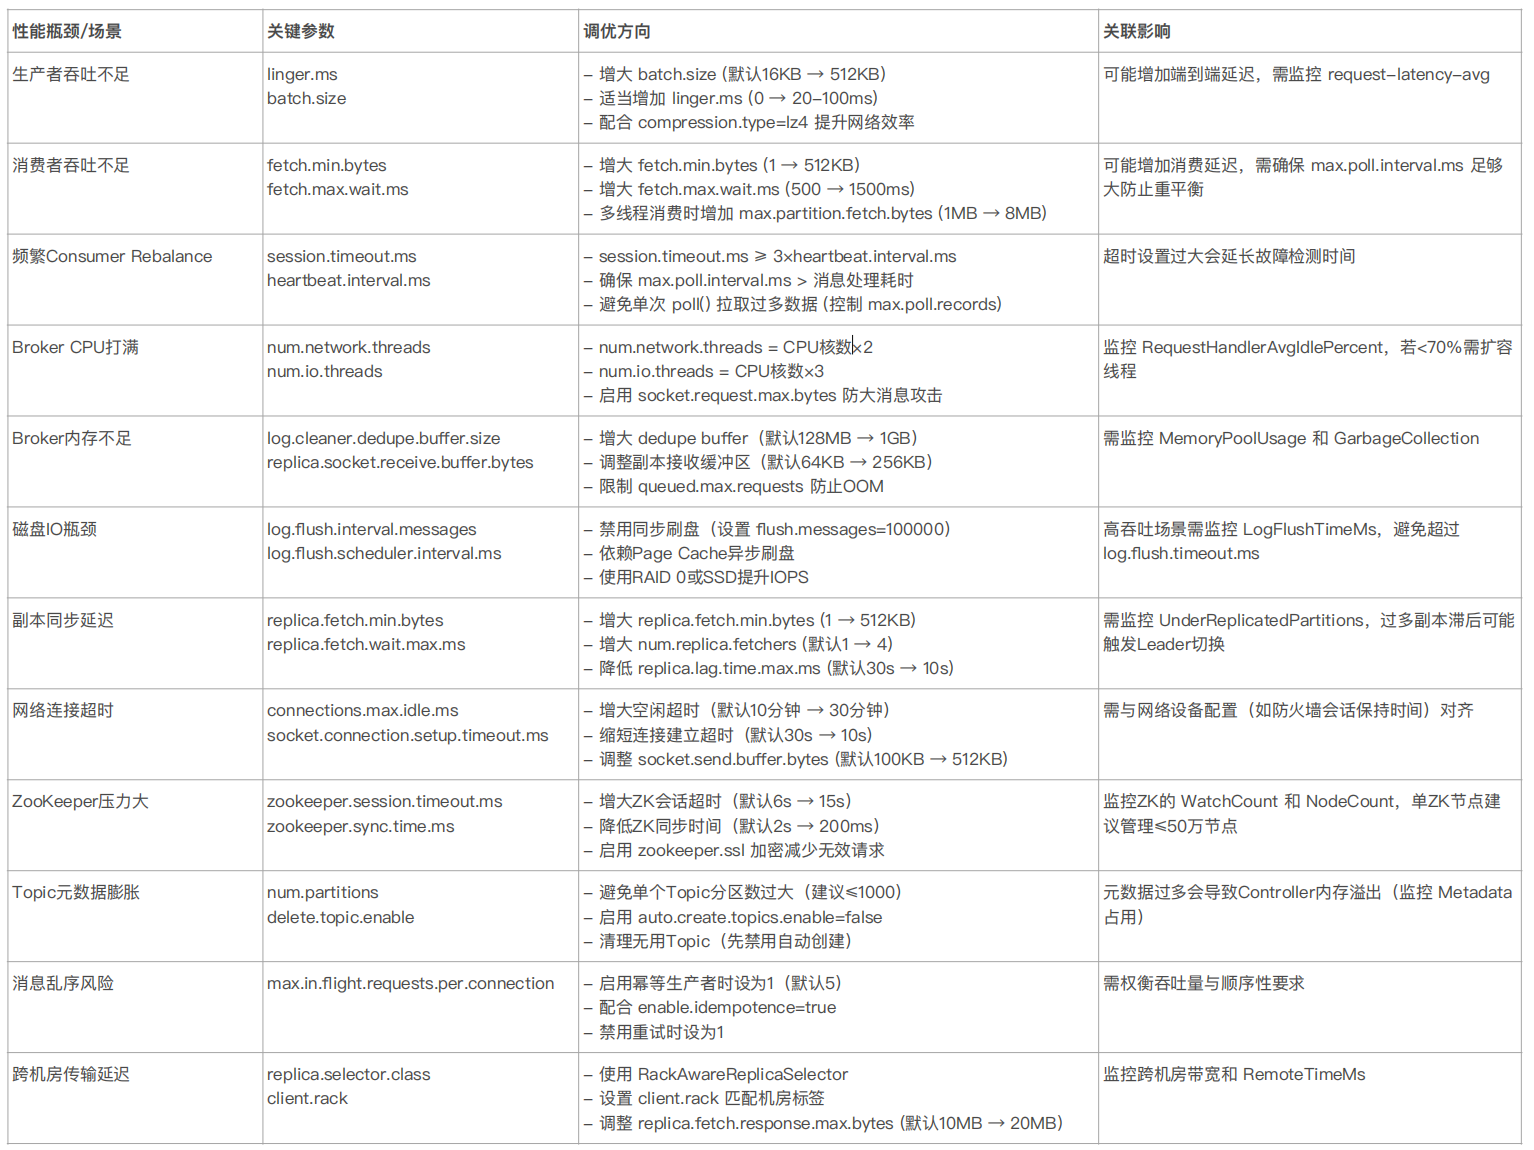 性能瓶颈/场景
关键参数
调优方向
关联影响
生产者吞吐不足
linger.ms
batch.size
– 增大 batch.size (默认16KB → 512KB)
– 适当增加 linger.ms (0 → 20–100ms)
– 配合 compression.type=lz4 提升网络效率
可能增加端到端延迟，需监控 request-latency-avg
消费者吞吐不足
fetch.min.bytes
fetch.max.wait.ms
– 增大 fetch.min.bytes (1 → 512KB)
– 增大 fetch.max.wait.ms (500 → 1500ms)
– 多线程消费时增加 max.partition.fetch.bytes (1MB → 8MB)
可能增加消费延迟，需确保 max.poll.interval.ms 足够
大防止重平衡
频繁Consumer Rebalance
session.timeout.ms
heartbeat.interval.ms
– session.timeout.ms ≥ 3×heartbeat.interval.ms
– 确保 max.poll.interval.ms > 消息处理耗时
– 避免单次 poll() 拉取过多数据 (控制 max.poll.records)
超时设置过大会延长故障检测时间
Broker CPU打满
num.network.threads
num.io.threads
– num.network.threads = CPU核数×2
– num.io.threads = CPU核数×3
– 启用 socket.request.max.bytes 防大消息攻击
监控 RequestHandlerAvgIdlePercent，若<70%需扩容
线程
Broker内存不足
log.cleaner.dedupe.buffer.size
replica.socket.receive.buffer.bytes
– 增大 dedupe buffer（默认128MB → 1GB）
– 调整副本接收缓冲区（默认64KB → 256KB）
– 限制 queued.max.requests 防止OOM
需监控 MemoryPoolUsage 和 GarbageCollection
磁盘IO瓶颈
log.flush.interval.messages
log.flush.scheduler.interval.ms
– 禁用同步刷盘（设置 flush.messages=100000）
– 依赖Page Cache异步刷盘
– 使用RAID 0或SSD提升IOPS
高吞吐场景需监控 LogFlushTimeMs，避免超过
log.flush.timeout.ms
副本同步延迟
replica.fetch.min.bytes
replica.fetch.wait.max.ms
– 增大 replica.fetch.min.bytes (1 → 512KB)
– 增大 num.replica.fetchers (默认1 → 4)
– 降低 replica.lag.time.max.ms (默认30s → 10s)
需监控 UnderReplicatedPartitions，过多副本滞后可能
触发Leader切换
网络连接超时
connections.max.idle.ms
socket.connection.setup.timeout.ms
– 增大空闲超时（默认10分钟 → 30分钟）
– 缩短连接建立超时（默认30s → 10s）
– 调整 socket.send.buffer.bytes (默认100KB → 512KB)
需与网络设备配置（如防火墙会话保持时间）对齐
ZooKeeper压力大
zookeeper.session.timeout.ms
zookeeper.sync.time.ms
– 增大ZK会话超时（默认6s → 15s）
– 降低ZK同步时间（默认2s → 200ms）
– 启用 zookeeper.ssl 加密减少无效请求
监控ZK的 WatchCount 和 NodeCount，单ZK节点建
议管理≤50万节点
Topic元数据膨胀
num.partitions
delete.topic.enable
– 避免单个Topic分区数过大（建议≤1000）
– 启用 auto.create.topics.enable=false
– 清理无用Topic（先禁用自动创建）
元数据过多会导致Controller内存溢出（监控 Metadata
占用）
消息乱序风险
max.in.flight.requests.per.connection
– 启用幂等生产者时设为1（默认5）
– 配合 enable.idempotence=true
– 禁用重试时设为1
需权衡吞吐量与顺序性要求
跨机房传输延迟
replica.selector.class
client.rack
– 使用 RackAwareReplicaSelector
– 设置 client.rack 匹配机房标签
– 调整 replica.fetch.response.max.bytes (默认10MB → 20MB)
监控跨机房带宽和 RemoteTimeMs